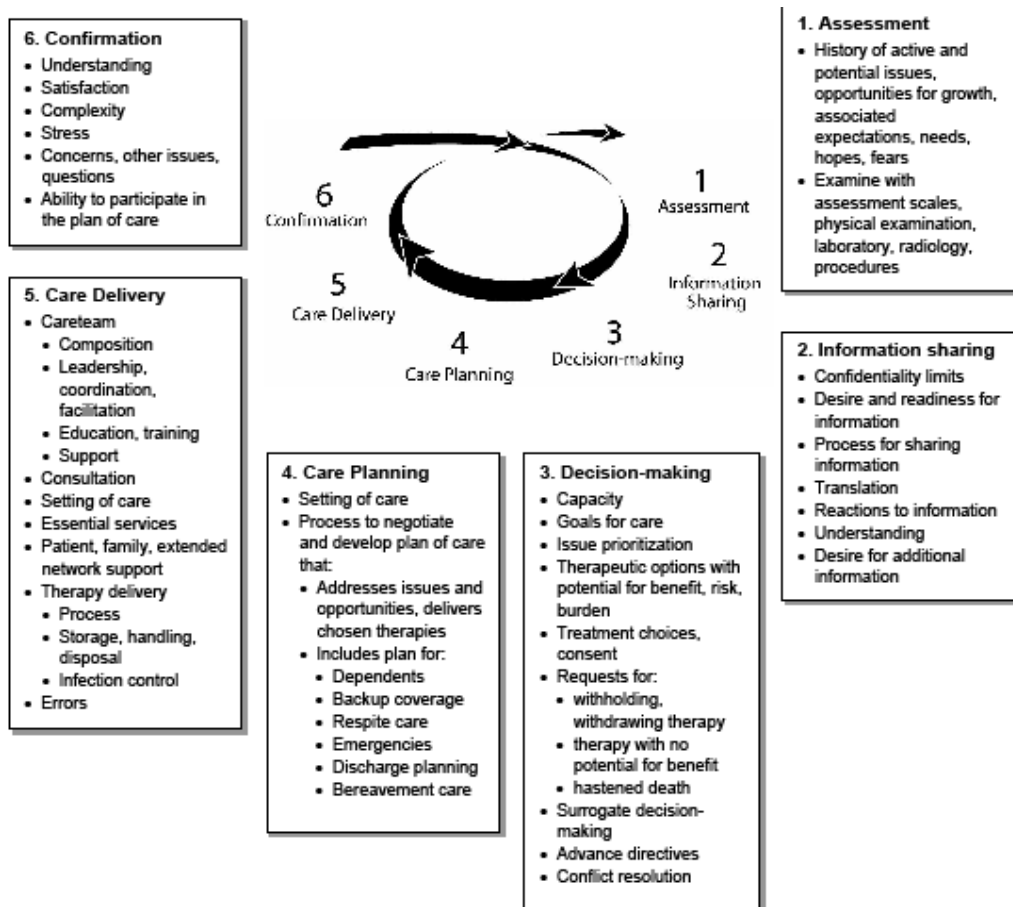 6. Confirmation
• Understanding
• Satisfaction
• Complexity
• Stress
• Concerns, other issues,
questions
• Ability to participate in
the plan of care
1. Assessment
• History of active and
potential issues,
opportunities for growth,
associated
expectations, needs,
hopes, fears
• Examine with
assessment scales,
physical examination,
laboratory, radiology,
procedures
6
Confirmation
1
Assessment
5
Care Delivery
2
Information
Sharing
4
Care Planning
3
Decision-making
5. Care Delivery
• Careteam
• Composition
• Leadership,
coordination,
facilitation
• Education, training
• Support
• Consultation
• Setting of care
• Essential services
• Patient, family, extended
network support
• Therapy delivery
• Process
• Storage, handling,
disposal
• Infection control
• Errors
4. Care Planning
• Setting of care
• Process to negotiate
and develop plan of care
that:
• Addresses issues and
opportunities, delivers
chosen therapies
• Includes plan for:
• Dependents
• Backup coverage
• Respite care
• Emergencies
• Discharge planning
• Bereavement care
3. Decision-making
• Capacity
• Goals for care
• Issue prioritization
• Therapeutic options with
potential for benefit, risk,
burden
• Treatment choices,
consent
• Requests for:
• withholding,
withdrawing therapy
• therapy with no
potential for benefit
• hastened death
• Surrogate decision-
making
• Advance directives
• Conflict resolution
2. Information sharing
• Confidentiality limits
• Desire and readiness for
information
• Process for sharing
information
• Translation
• Reactions to information
• Understanding
• Desire for additional
information